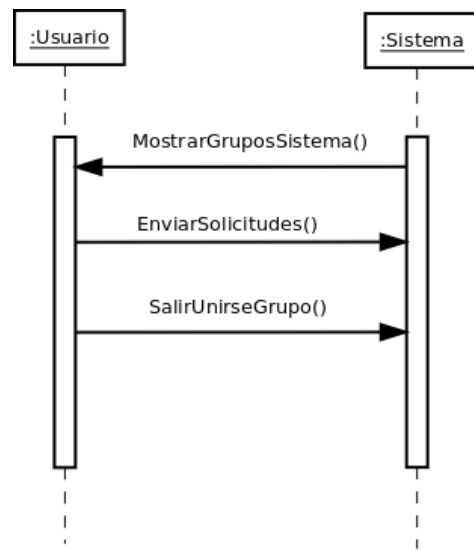 :Usuario
:Sistema
MostrarGruposSistema()
EnviarSolicitudes()
SalirUnirseGrupo()